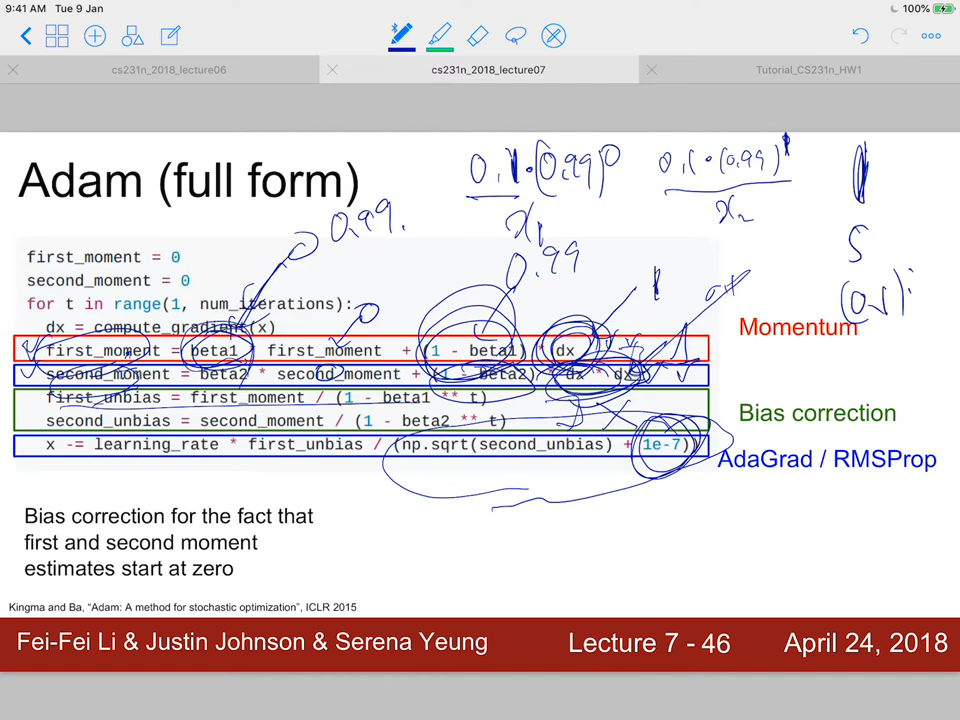 9:41 AM Tue 9 Jan
100%
cs231n_2018_lecture06
cs231n_2018_lecture07
Tutorial_CS231n_HW1
Adam (full form)
0.1 · (0.99)^0
0.1 · (0.99)^1
x1
x2
0.99.
0.99
first_moment = 0
second_moment = 0
for t in range(1, num_iterations):
dx = compute_gradient(x)
first_moment = beta1 * first_moment + (1 - beta1) * dx
second_moment = beta2 * second_moment + (1 - beta2) * dx * dx
first_unbias = first_moment / (1 - beta1 ** t)
second_unbias = second_moment / (1 - beta2 ** t)
x -= learning_rate * first_unbias / (np.sqrt(second_unbias) + 1e-7))
Momentum
Bias correction
AdaGrad / RMSProp
Bias correction for the fact that
first and second moment
estimates start at zero
Kingma and Ba, “Adam: A method for stochastic optimization”, ICLR 2015
Fei-Fei Li & Justin Johnson & Serena Yeung
Lecture 7 - 46
April 24, 2018